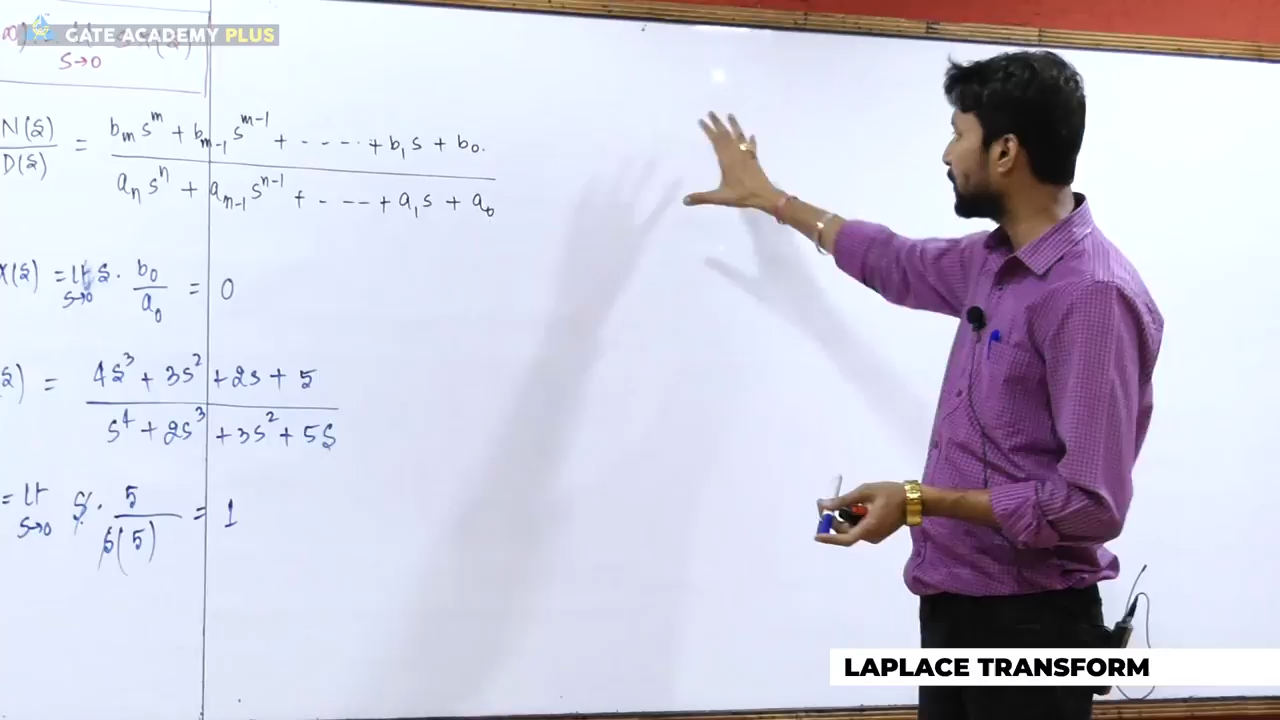 GATE ACADEMY PLUS
s→0
N(s)/D(s) = (b_m s^m + b_{m-1} s^{m-1} + ----- + b_1 s + b_0.)/(a_n s^n + a_{n-1} s^{n-1} + ---- + a_1 s + a_0)
X(s) = lt s→0 s · b_0/a_0 = 0
s) = (4s^3 + 3s^2 + 2s + 5)/(s^4 + 2s^3 + 3s^2 + 5s)
= lt s→0 s · 5/(s(5)) = 1
LAPLACE TRANSFORM